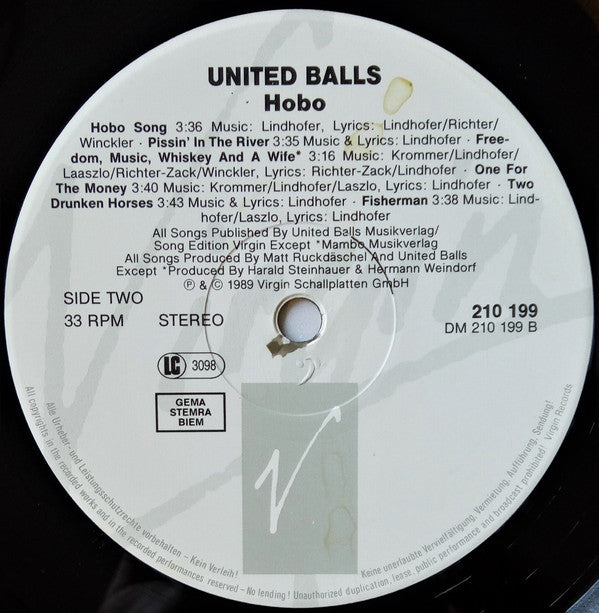 UNITED BALLS
Hobo
Hobo Song 3:36 Music: Lindhofer, Lyrics: Lindhofer/Richter/
Winckler · Pissin' In The River 3:35 Music & Lyrics: Lindhofer · Free-
dom, Music, Whiskey And A Wife* 3:16 Music: Krommer/Lindhofer/
Laaszlo/Richter-Zack/Winckler, Lyrics: Richter-Zack/Lindhofer · One For
The Money 3:40 Music: Krommer/Lindhofer/Laszlo, Lyrics: Lindhofer · Two
Drunken Horses 3:43 Music & Lyrics: Lindhofer · Fisherman 3:38 Music: Lind-
hofer/Laszlo, Lyrics: Lindhofer
All Songs Published By United Balls Musikverlag/
Song Edition Virgin Except *Mambo Musikverlag
All Songs Produced By Matt Ruckdäschel And United Balls
Except *Produced By Harald Steinhauer & Hermann Weindorf
℗ & © 1989 Virgin Schallplatten GmbH
SIDE TWO
210 199
33 RPM STEREO
DM 210 199 B
LC 3098
GEMA
STEMRA
BIEM
Virgin
V
Alle Urheber- und Leistungsschutzrechte vorbehalten – Kein Verleih! Keine unerlaubte Vervielfältigung, Vermietung, Aufführung, Sendung!
All copyrights in the recorded works and in the recorded performances reserved – No lending! Unauthorized duplication, lease, public performance and broadcast prohibited! Virgin Records